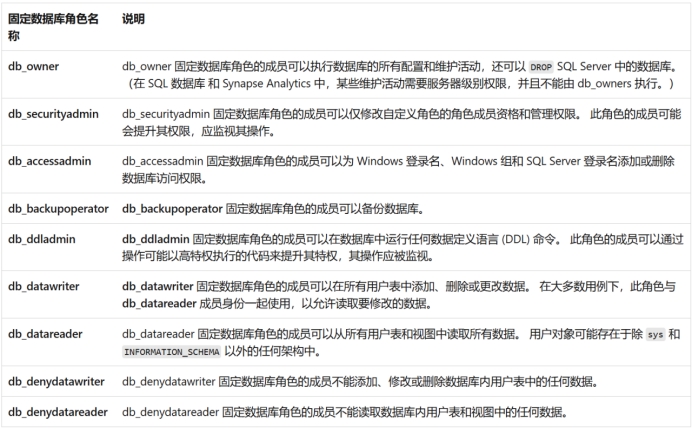 固定数据库角色名 说明
称
db_owner db_owner 固定数据库角色的成员可以执行数据库的所有配置和维护活动，还可以 DROP SQL Server 中的数据库。
（在 SQL 数据库 和 Synapse Analytics 中，某些维护活动需要服务器级别权限，并且不能由 db_owners 执行。）
db_securityadmin db_securityadmin 固定数据库角色的成员可以仅修改自定义角色的角色成员资格和管理权限。 此角色的成员可能
会提升其权限，应监视其操作。
db_accessadmin db_accessadmin 固定数据库角色的成员可以为 Windows 登录名、Windows 组和 SQL Server 登录名添加或删除
数据库访问权限。
db_backupoperator db_backupoperator 固定数据库角色的成员可以备份数据库。
db_ddladmin db_ddladmin 固定数据库角色的成员可以在数据库中运行任何数据定义语言 (DDL) 命令。 此角色的成员可以通过
操作可能以高特权执行的代码来提升其特权，其操作应被监视。
db_datawriter db_datawriter 固定数据库角色的成员可以在所有用户表中添加、删除或更改数据。 在大多数用例下，此角色与
db_datareader 成员身份一起使用，以允许读取要修改的数据。
db_datareader db_datareader 固定数据库角色的成员可以从所有用户表和视图中读取所有数据。 用户对象可能存在于除 sys 和
INFORMATION_SCHEMA 以外的任何架构中。
db_denydatawriter db_denydatawriter 固定数据库角色的成员不能添加、修改或删除数据库内用户表中的任何数据。
db_denydatareader db_denydatareader 固定数据库角色的成员不能读取数据库内用户表和视图中的任何数据。